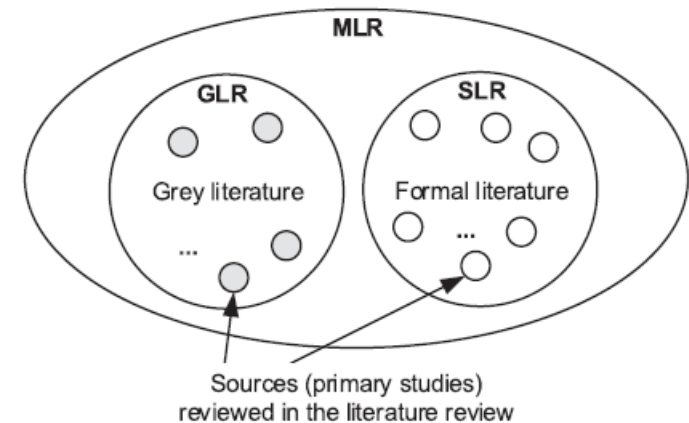 MLR
GLR
SLR
Grey literature
Formal literature
...
...
Sources (primary studies)
reviewed in the literature review